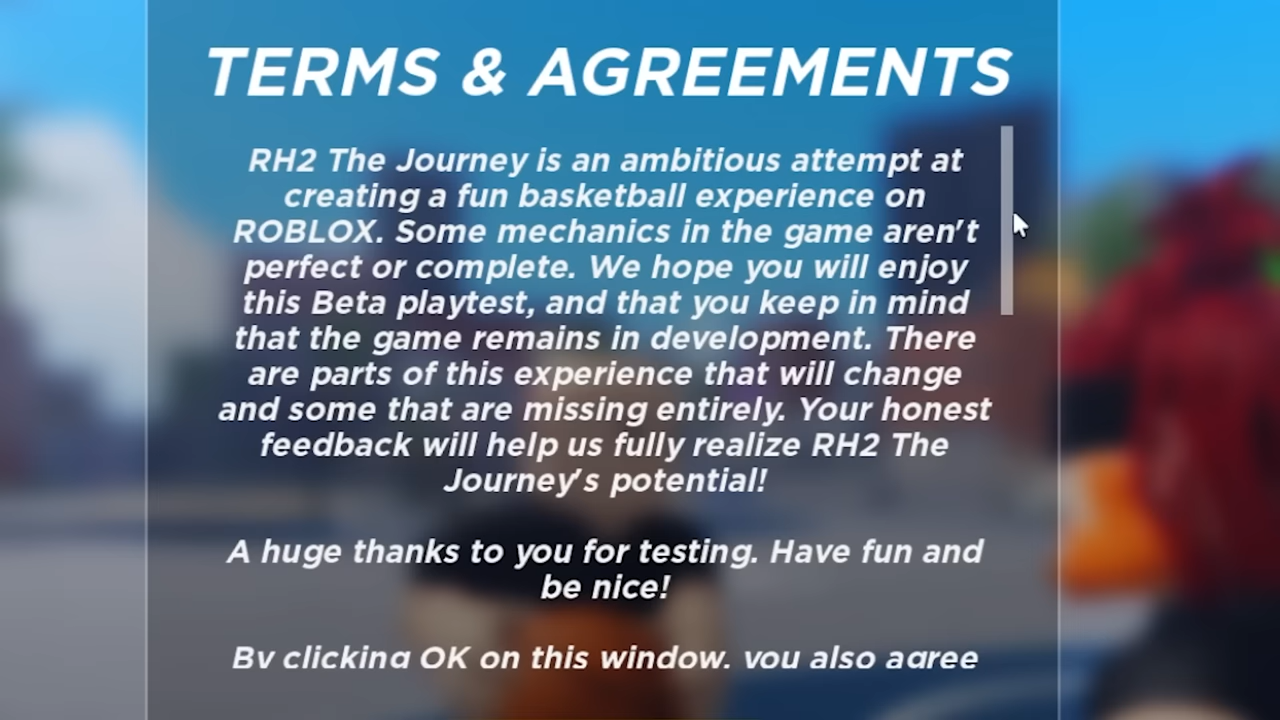 TERMS & AGREEMENTS
RH2 The Journey is an ambitious attempt at
creating a fun basketball experience on
ROBLOX. Some mechanics in the game aren't
perfect or complete. We hope you will enjoy
this Beta playtest, and that you keep in mind
that the game remains in development. There
are parts of this experience that will change
and some that are missing entirely. Your honest
feedback will help us fully realize RH2 The
Journey's potential!
A huge thanks to you for testing. Have fun and
be nice!
By clicking OK on this window, you also agree